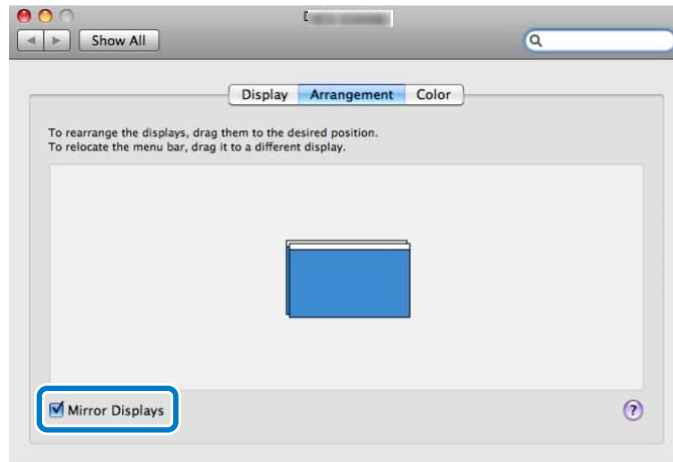 Show All
Display Arrangement Color
To rearrange the displays, drag them to the desired position.
To relocate the menu bar, drag it to a different display.
Mirror Displays
?